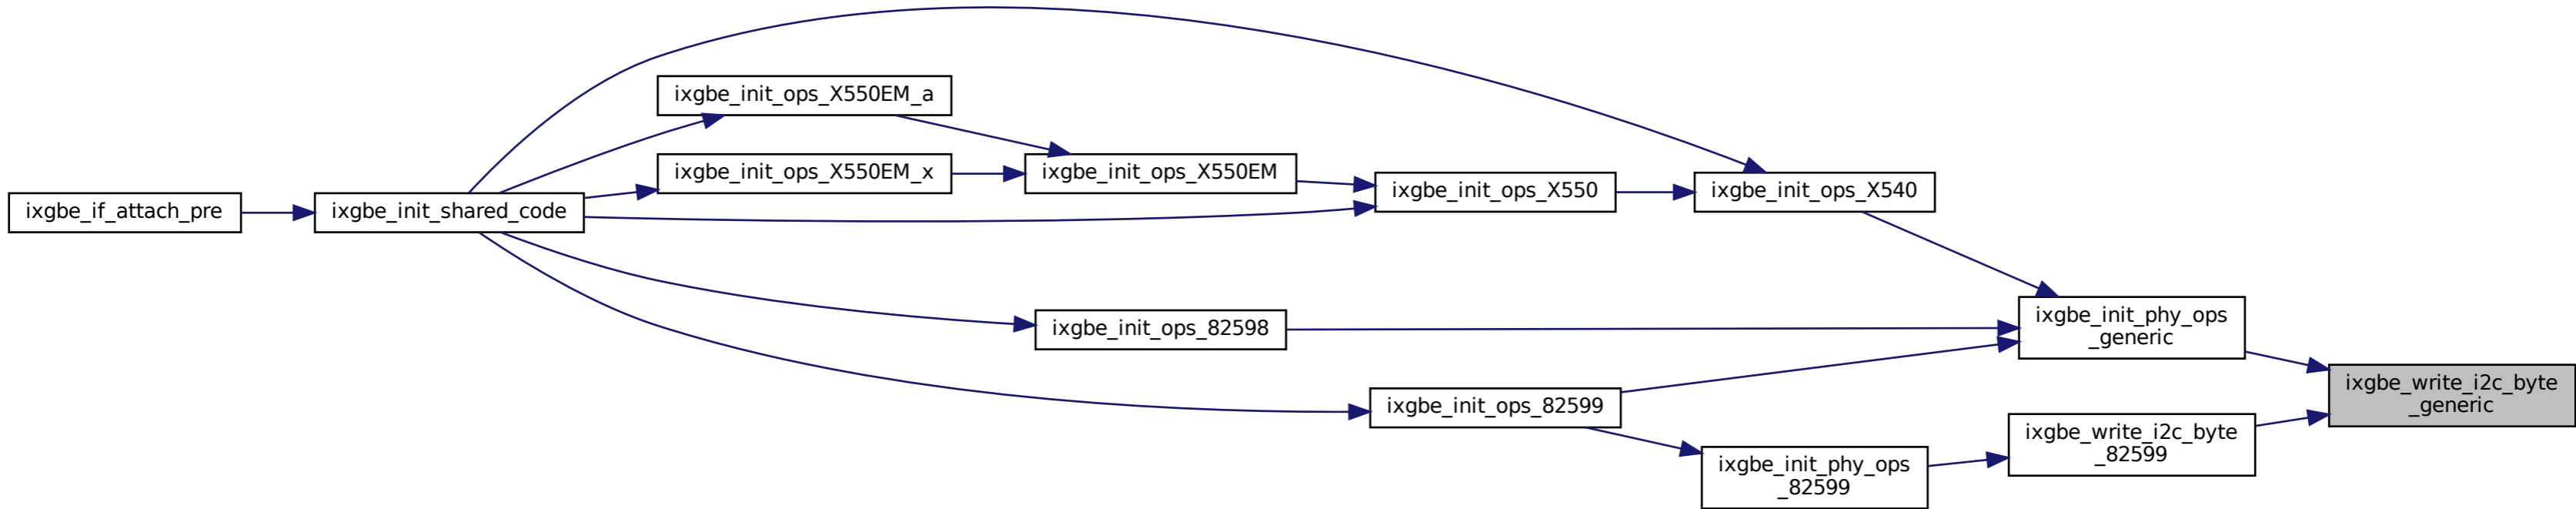 ixgbe_if_attach_pre
ixgbe_init_shared_code
ixgbe_init_ops_X550EM_a
ixgbe_init_ops_X550EM_x
ixgbe_init_ops_X550EM
ixgbe_init_ops_X550
ixgbe_init_ops_X540
ixgbe_init_ops_82598
ixgbe_init_ops_82599
ixgbe_init_phy_ops
_generic
ixgbe_init_phy_ops
_82599
ixgbe_write_i2c_byte
_82599
ixgbe_write_i2c_byte
_generic